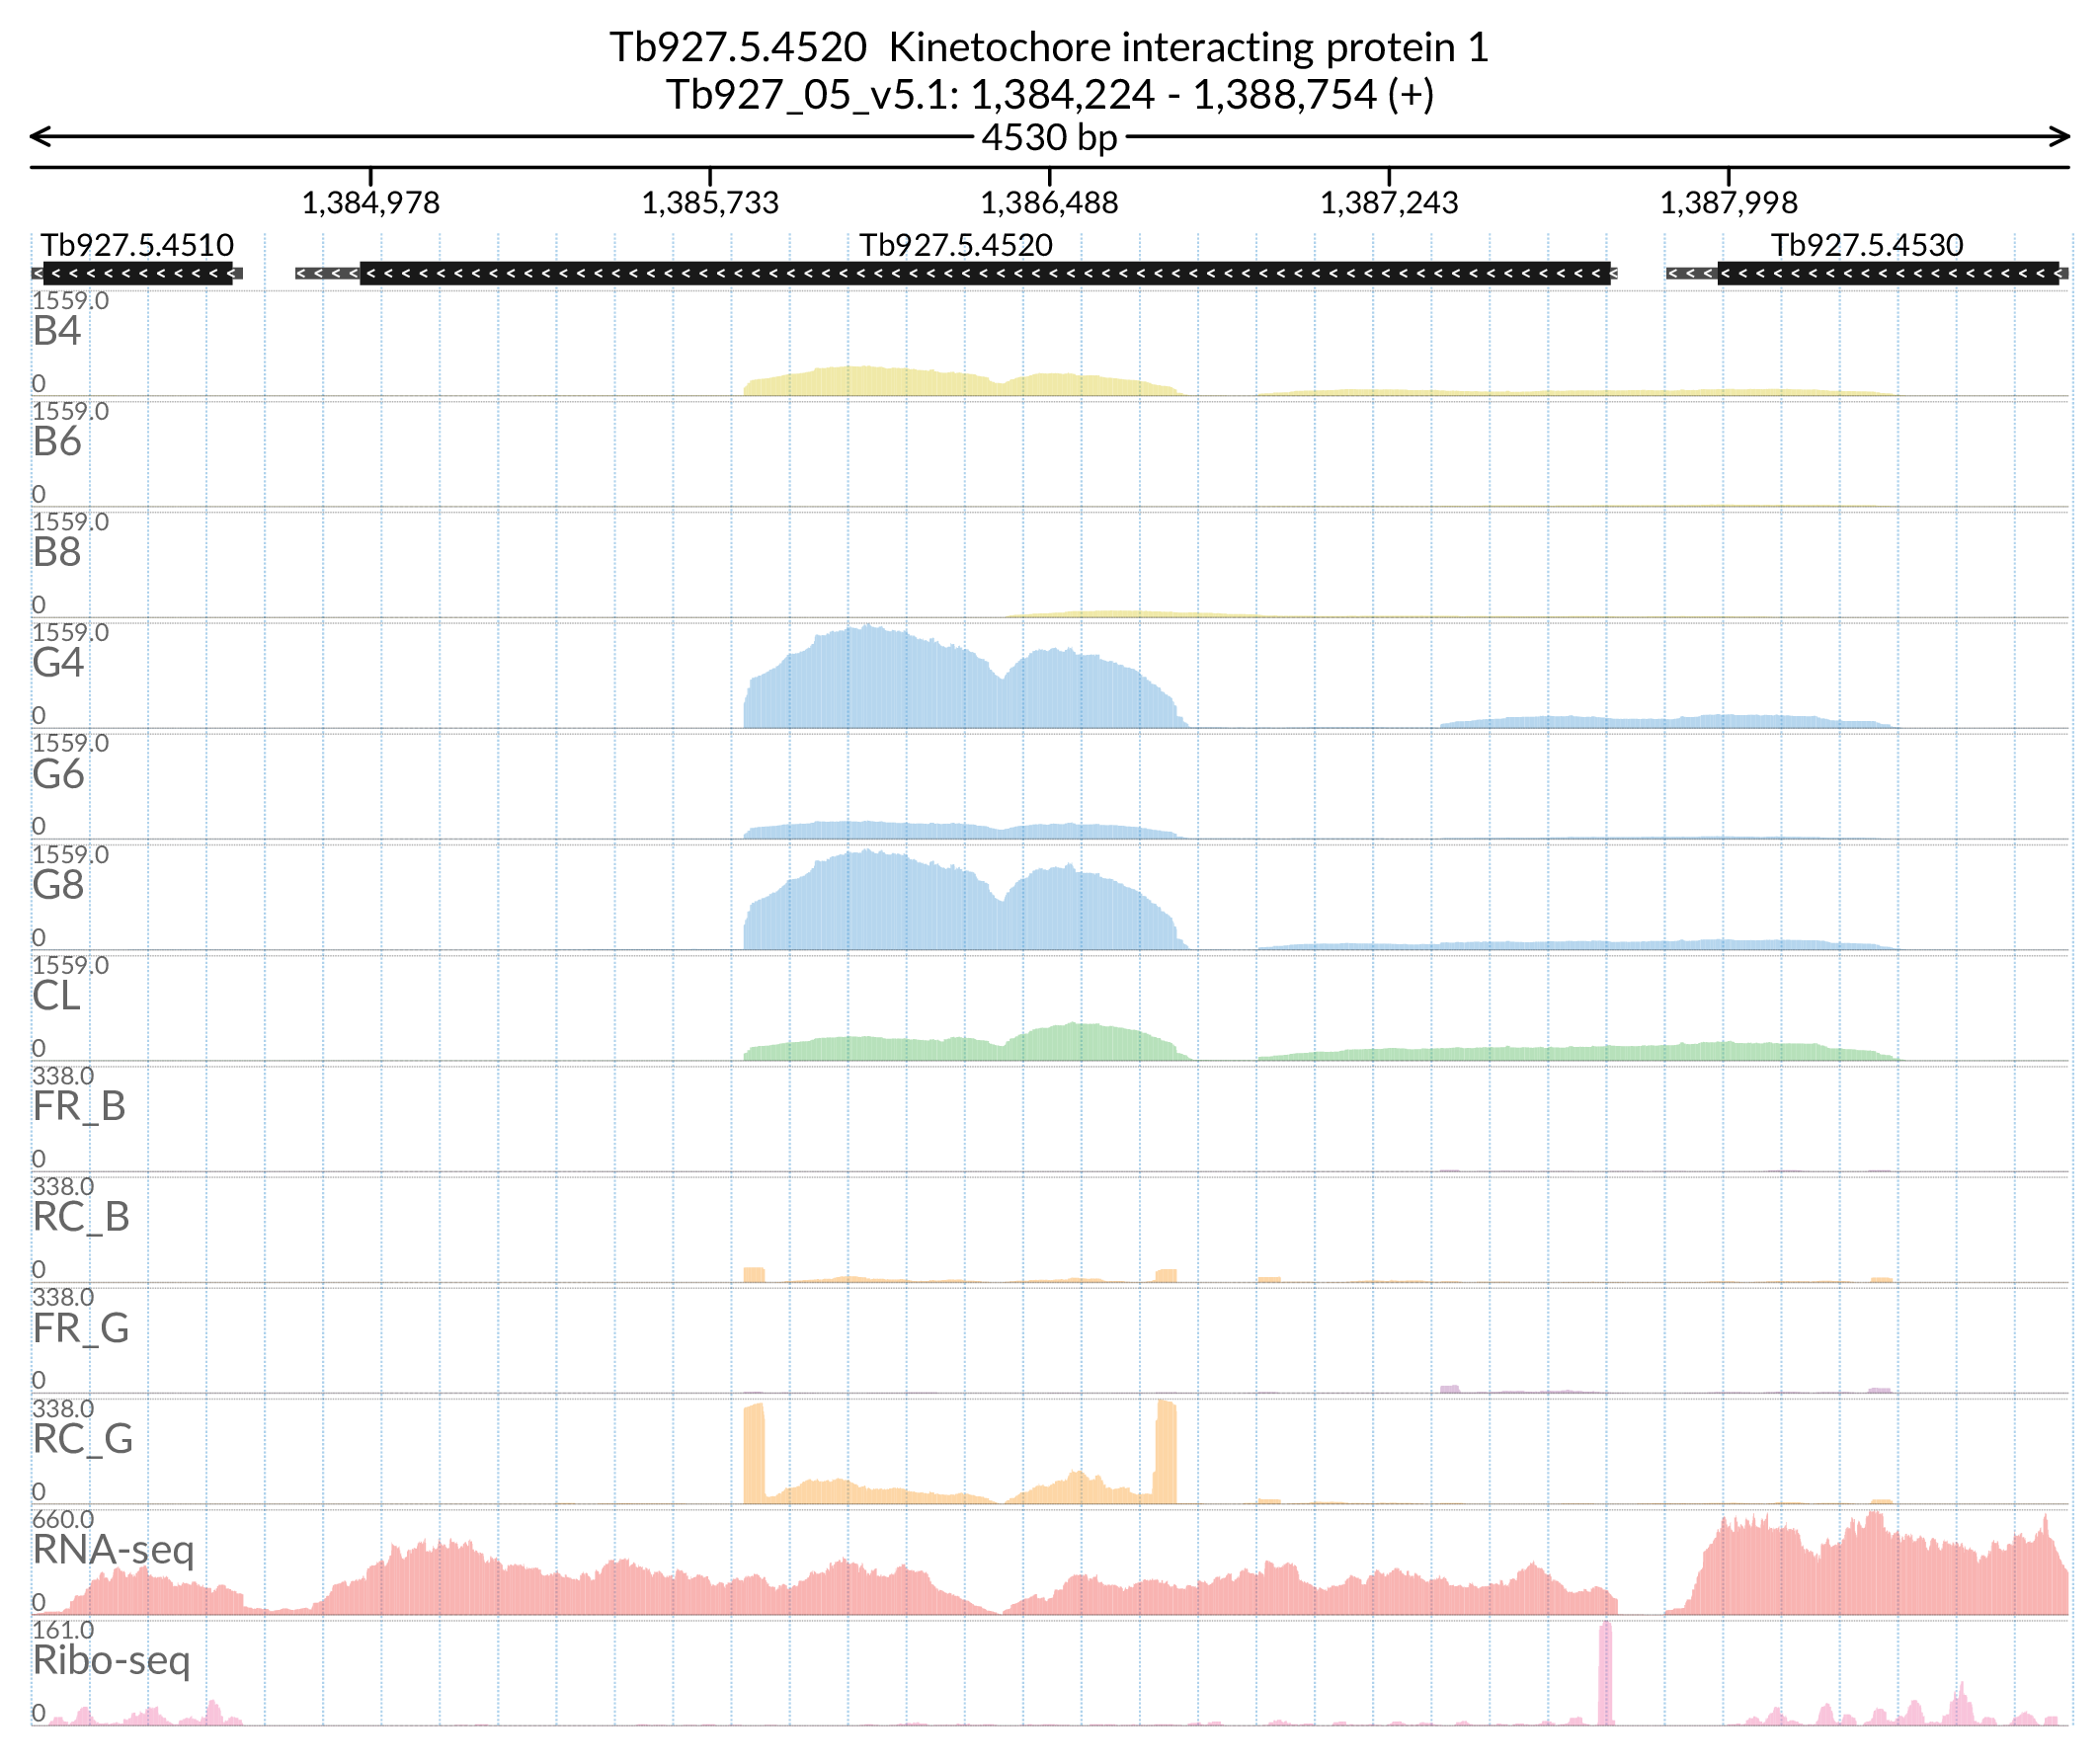 Tb927.5.4520 Kinetochore interacting protein 1
Tb927_05_v5.1: 1,384,224 - 1,388,754 (+)
4530 bp
1,384,978 1,385,733 1,386,488 1,387,243 1,387,998
Tb927.5.4510 Tb927.5.4520 Tb927.5.4530
1559.0
B4
0
1559.0
B6
0
1559.0
B8
0
1559.0
G4
0
1559.0
G6
0
1559.0
G8
0
1559.0
CL
0
338.0
FR_B
0
338.0
RC_B
0
338.0
FR_G
0
338.0
RC_G
0
660.0
RNA-seq
0
161.0
Ribo-seq
0